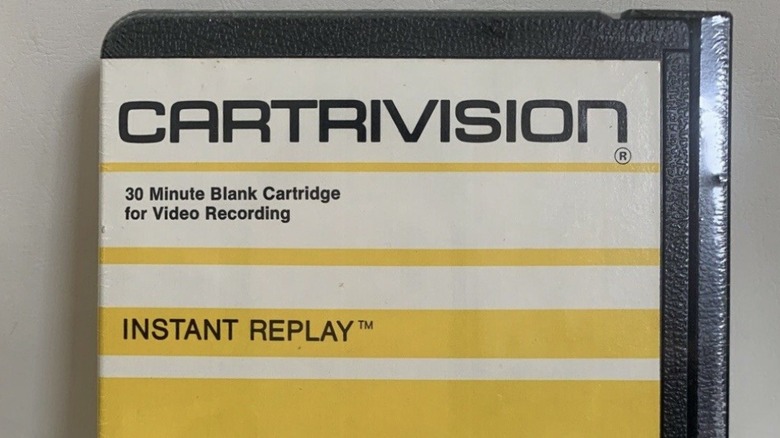 CARTRIVISION®
30 Minute Blank Cartridge
for Video Recording
INSTANT REPLAY™